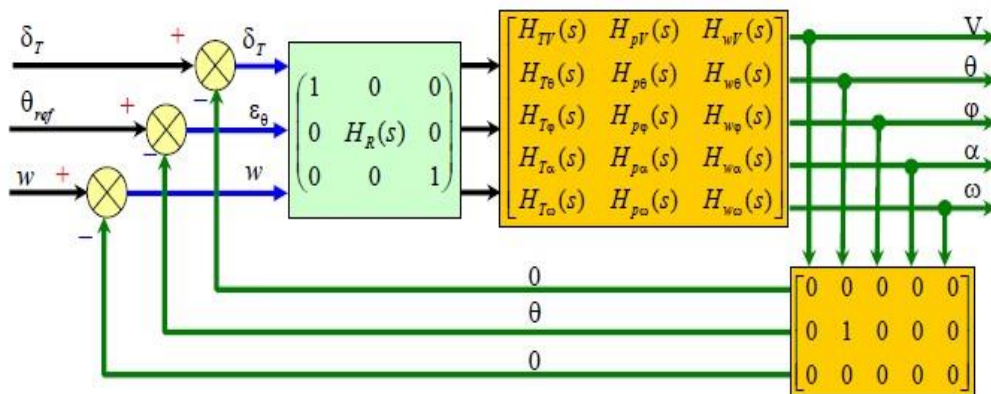 δ_T + δ_T
− 
θ_ref + ε_θ
−
w + w
−
1 0 0
0 H_R(s) 0
0 0 1
H_TV(s) H_pV(s) H_wV(s)
H_Tθ(s) H_pθ(s) H_wθ(s)
H_Tφ(s) H_pφ(s) H_wφ(s)
H_Tα(s) H_pα(s) H_wα(s)
H_Tω(s) H_pω(s) H_wω(s)
V
θ
φ
α
ω
0
θ
0
0 0 0 0 0
0 1 0 0 0
0 0 0 0 0